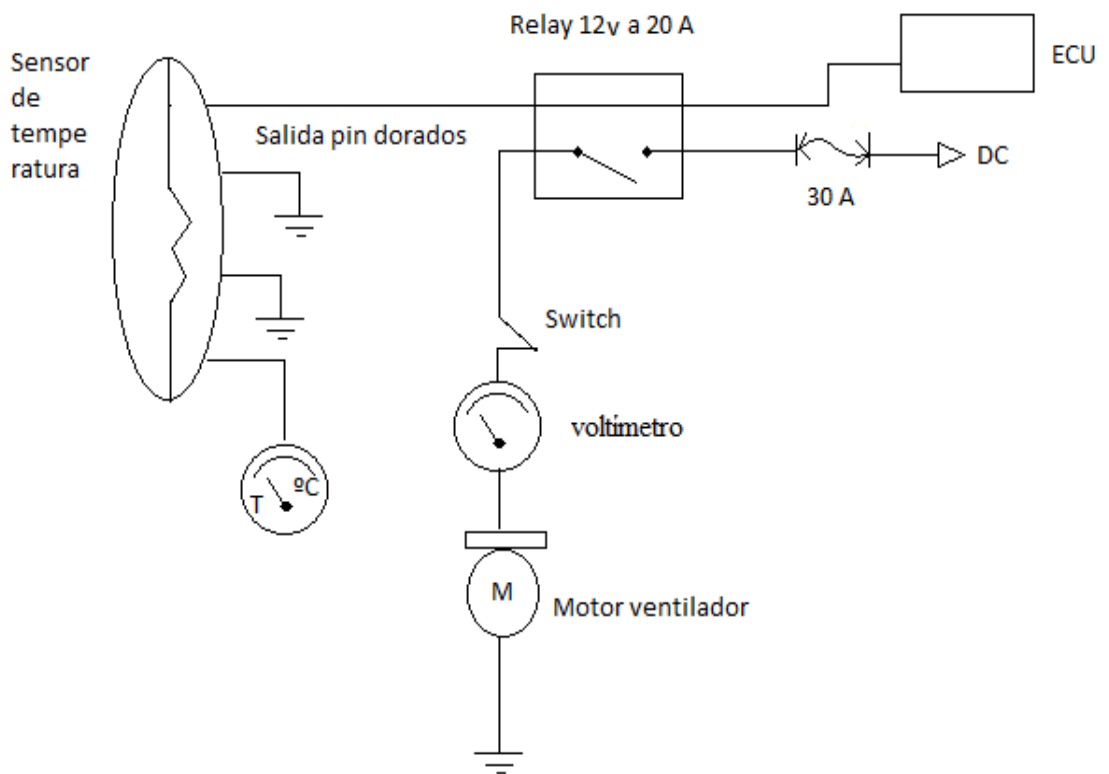 Relay 12v a 20 A
Sensor
de
tempe
ratura
ECU
Salida pin dorados
DC
30 A
Switch
voltímetro
T ºC
M
Motor ventilador